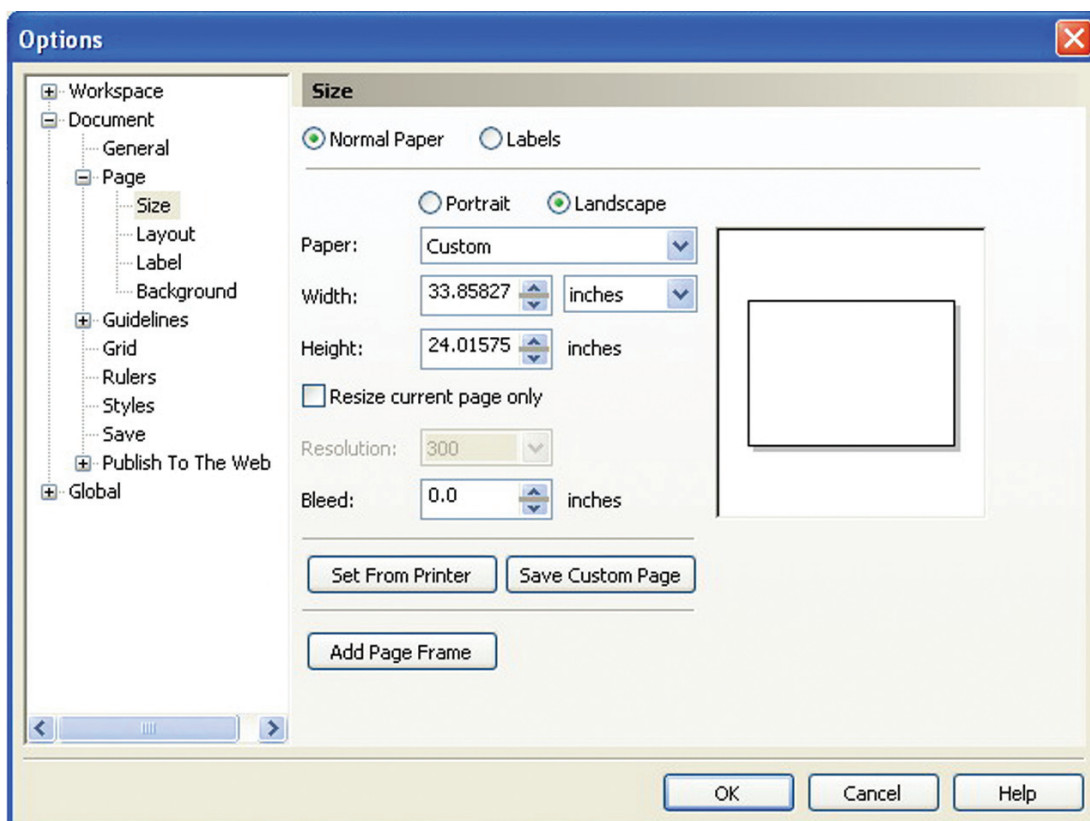 Options
Workspace
Document
General
Page
Size
Layout
Label
Background
Guidelines
Grid
Rulers
Styles
Save
Publish To The Web
Global
Size
Normal Paper Labels
Portrait Landscape
Paper: Custom
Width: 33.85827 inches
Height: 24.01575 inches
Resize current page only
Resolution: 300
Bleed: 0.0 inches
Set From Printer Save Custom Page
Add Page Frame
OK Cancel Help